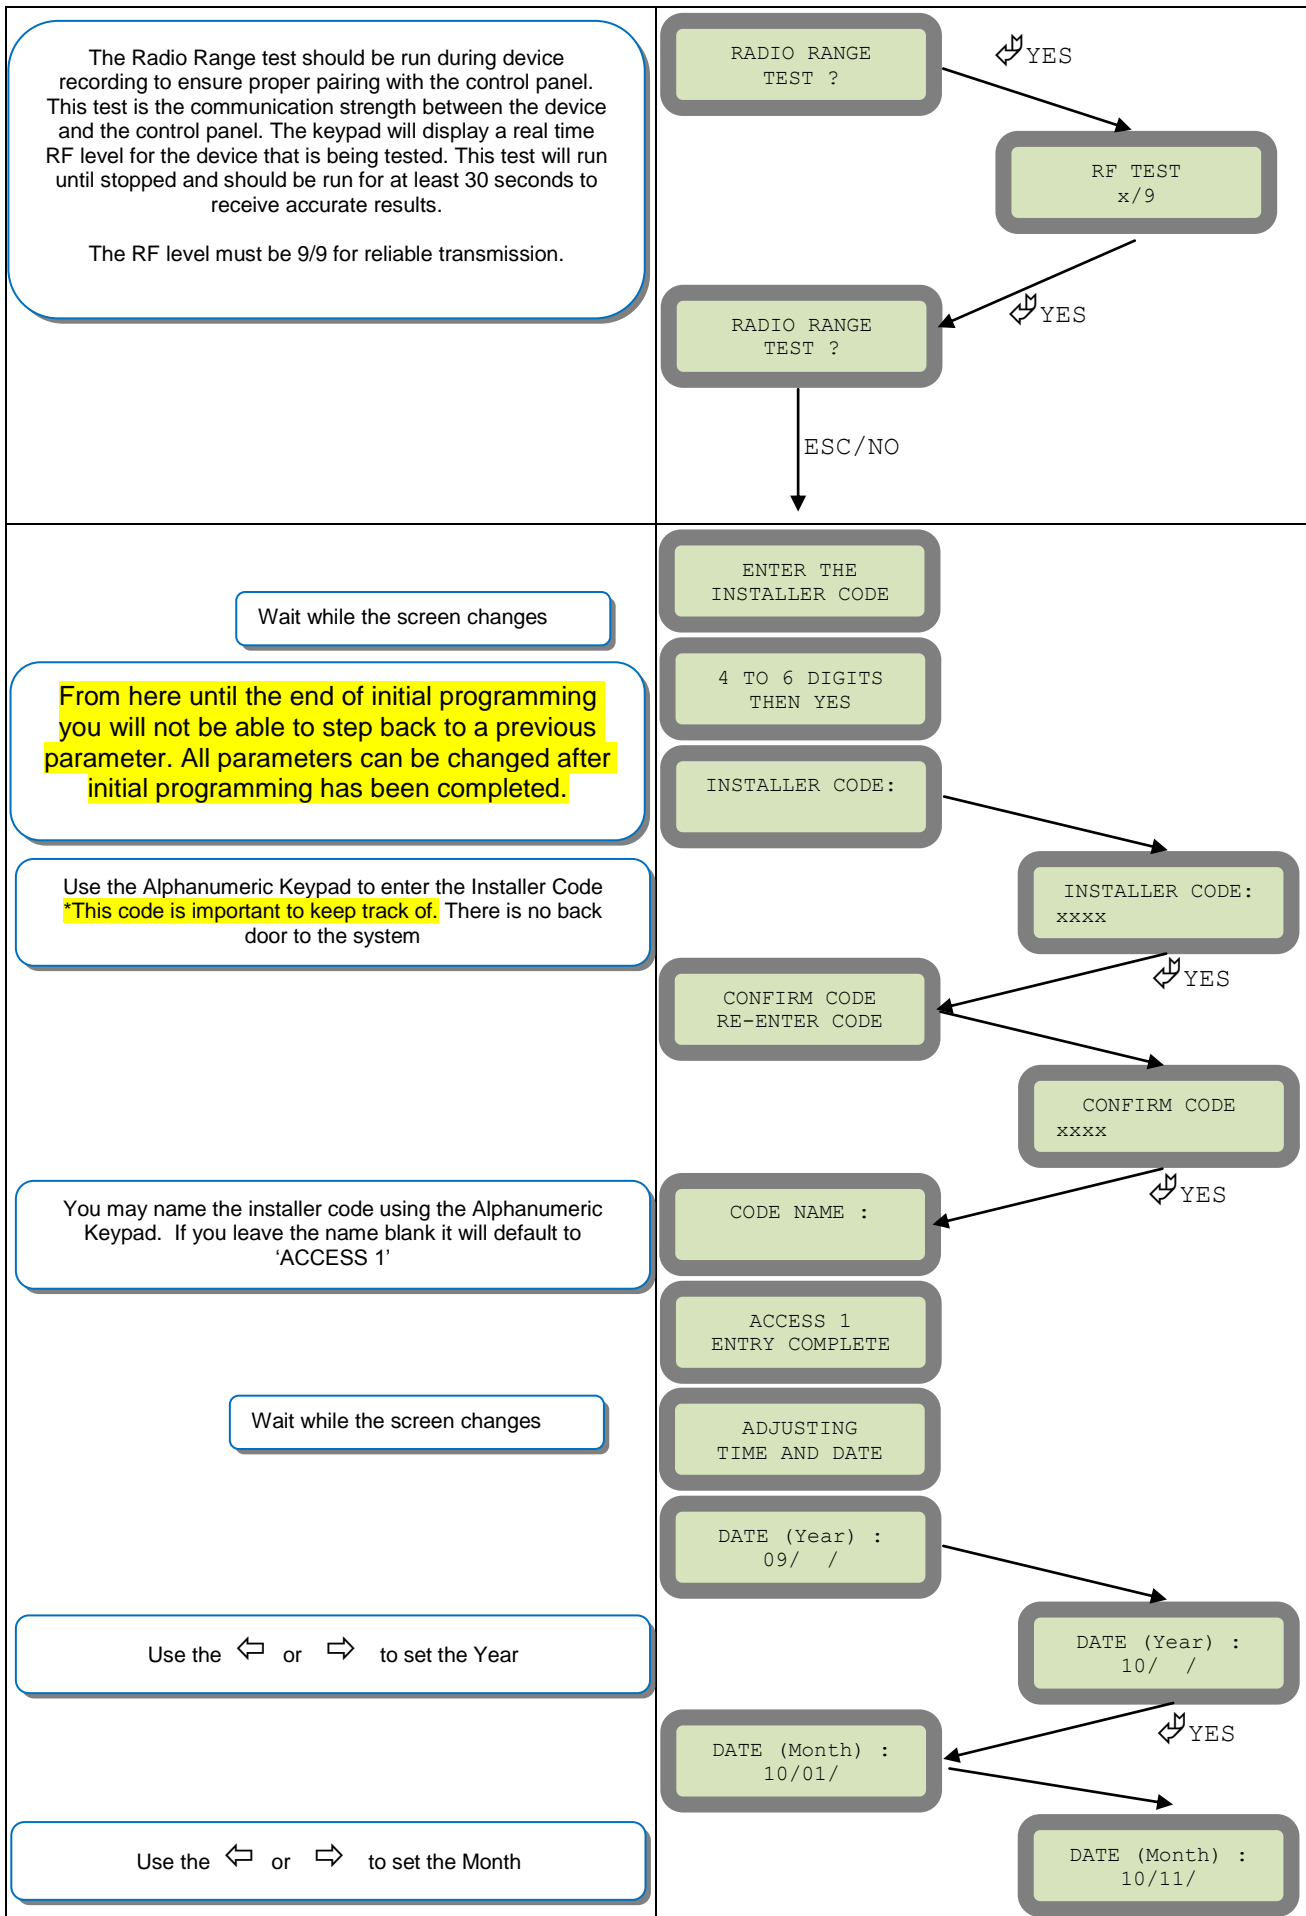 The Radio Range test should be run during device
recording to ensure proper pairing with the control panel.
This test is the communication strength between the device
and the control panel. The keypad will display a real time
RF level for the device that is being tested. This test will run
until stopped and should be run for at least 30 seconds to
receive accurate results.
The RF level must be 9/9 for reliable transmission.
RADIO RANGE
TEST ?
YES
RF TEST
x/9
YES
RADIO RANGE
TEST ?
ESC/NO
ENTER THE
INSTALLER CODE
Wait while the screen changes
4 TO 6 DIGITS
THEN YES
From here until the end of initial programming
you will not be able to step back to a previous
parameter. All parameters can be changed after
initial programming has been completed.
INSTALLER CODE:
Use the Alphanumeric Keypad to enter the Installer Code
*This code is important to keep track of. There is no back
door to the system
INSTALLER CODE:
xxxx
YES
CONFIRM CODE
RE-ENTER CODE
CONFIRM CODE
xxxx
YES
You may name the installer code using the Alphanumeric
Keypad. If you leave the name blank it will default to
‘ACCESS 1’
CODE NAME :
ACCESS 1
ENTRY COMPLETE
Wait while the screen changes
ADJUSTING
TIME AND DATE
DATE (Year) :
09/ /
Use the ⇦ or ⇨ to set the Year
DATE (Year) :
10/ /
YES
DATE (Month) :
10/01/
Use the ⇦ or ⇨ to set the Month
DATE (Month) :
10/11/